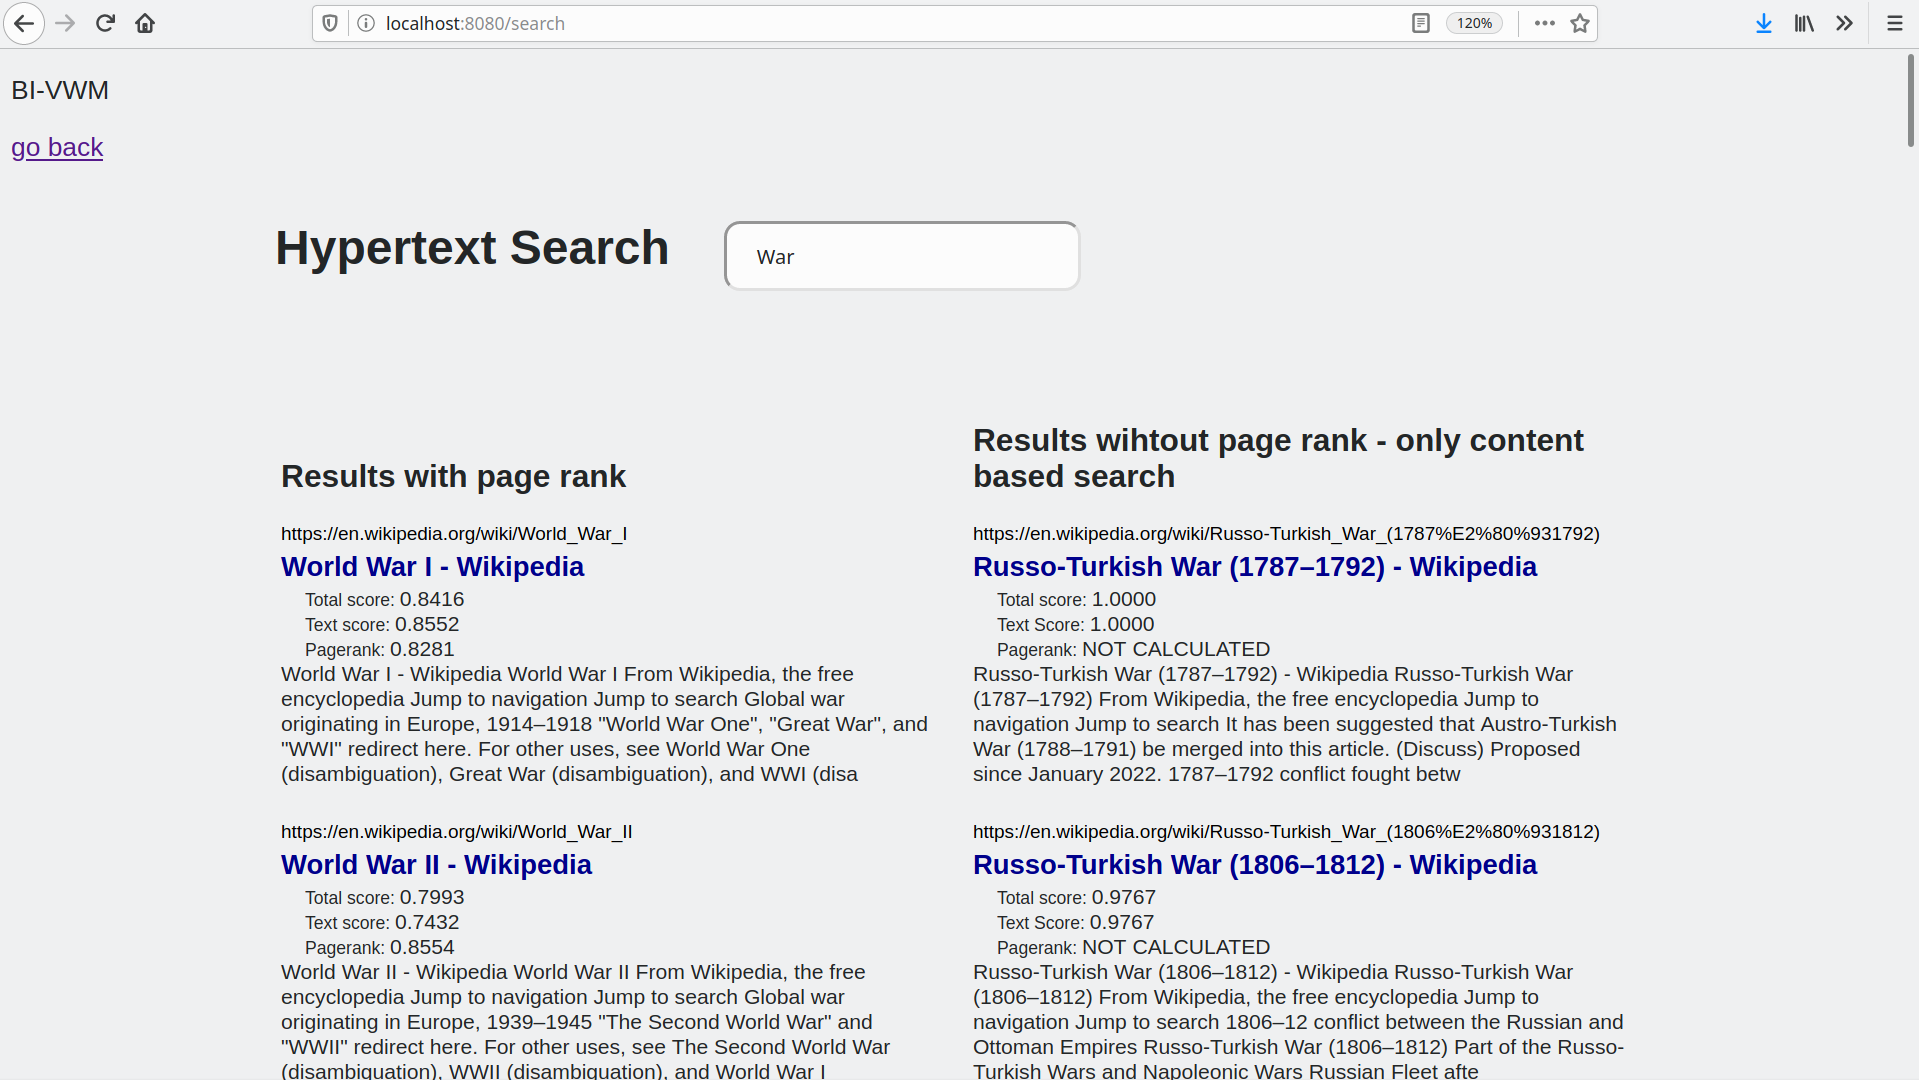 localhost:8080/search
120%
BI-VWM
go back
Hypertext Search
War
Results with page rank
https://en.wikipedia.org/wiki/World_War_I
World War I - Wikipedia
Total score: 0.8416
Text score: 0.8552
Pagerank: 0.8281
World War I - Wikipedia World War I From Wikipedia, the free
encyclopedia Jump to navigation Jump to search Global war
originating in Europe, 1914–1918 "World War One", "Great War", and
"WWI" redirect here. For other uses, see World War One
(disambiguation), Great War (disambiguation), and WWI (disa
https://en.wikipedia.org/wiki/World_War_II
World War II - Wikipedia
Total score: 0.7993
Text score: 0.7432
Pagerank: 0.8554
World War II - Wikipedia World War II From Wikipedia, the free
encyclopedia Jump to navigation Jump to search Global war
originating in Europe, 1939–1945 "The Second World War" and
"WWII" redirect here. For other uses, see The Second World War
(disambiguation), WWII (disambiguation), and World War I
Results wihtout page rank - only content
based search
https://en.wikipedia.org/wiki/Russo-Turkish_War_(1787%E2%80%931792)
Russo-Turkish War (1787–1792) - Wikipedia
Total score: 1.0000
Text Score: 1.0000
Pagerank: NOT CALCULATED
Russo-Turkish War (1787–1792) - Wikipedia Russo-Turkish War
(1787–1792) From Wikipedia, the free encyclopedia Jump to
navigation Jump to search It has been suggested that Austro-Turkish
War (1788–1791) be merged into this article. (Discuss) Proposed
since January 2022. 1787–1792 conflict fought betw
https://en.wikipedia.org/wiki/Russo-Turkish_War_(1806%E2%80%931812)
Russo-Turkish War (1806–1812) - Wikipedia
Total score: 0.9767
Text Score: 0.9767
Pagerank: NOT CALCULATED
Russo-Turkish War (1806–1812) - Wikipedia Russo-Turkish War
(1806–1812) From Wikipedia, the free encyclopedia Jump to
navigation Jump to search 1806–12 conflict between the Russian and
Ottoman Empires Russo-Turkish War (1806–1812) Part of the Russo-
Turkish Wars and Napoleonic Wars Russian Fleet afte